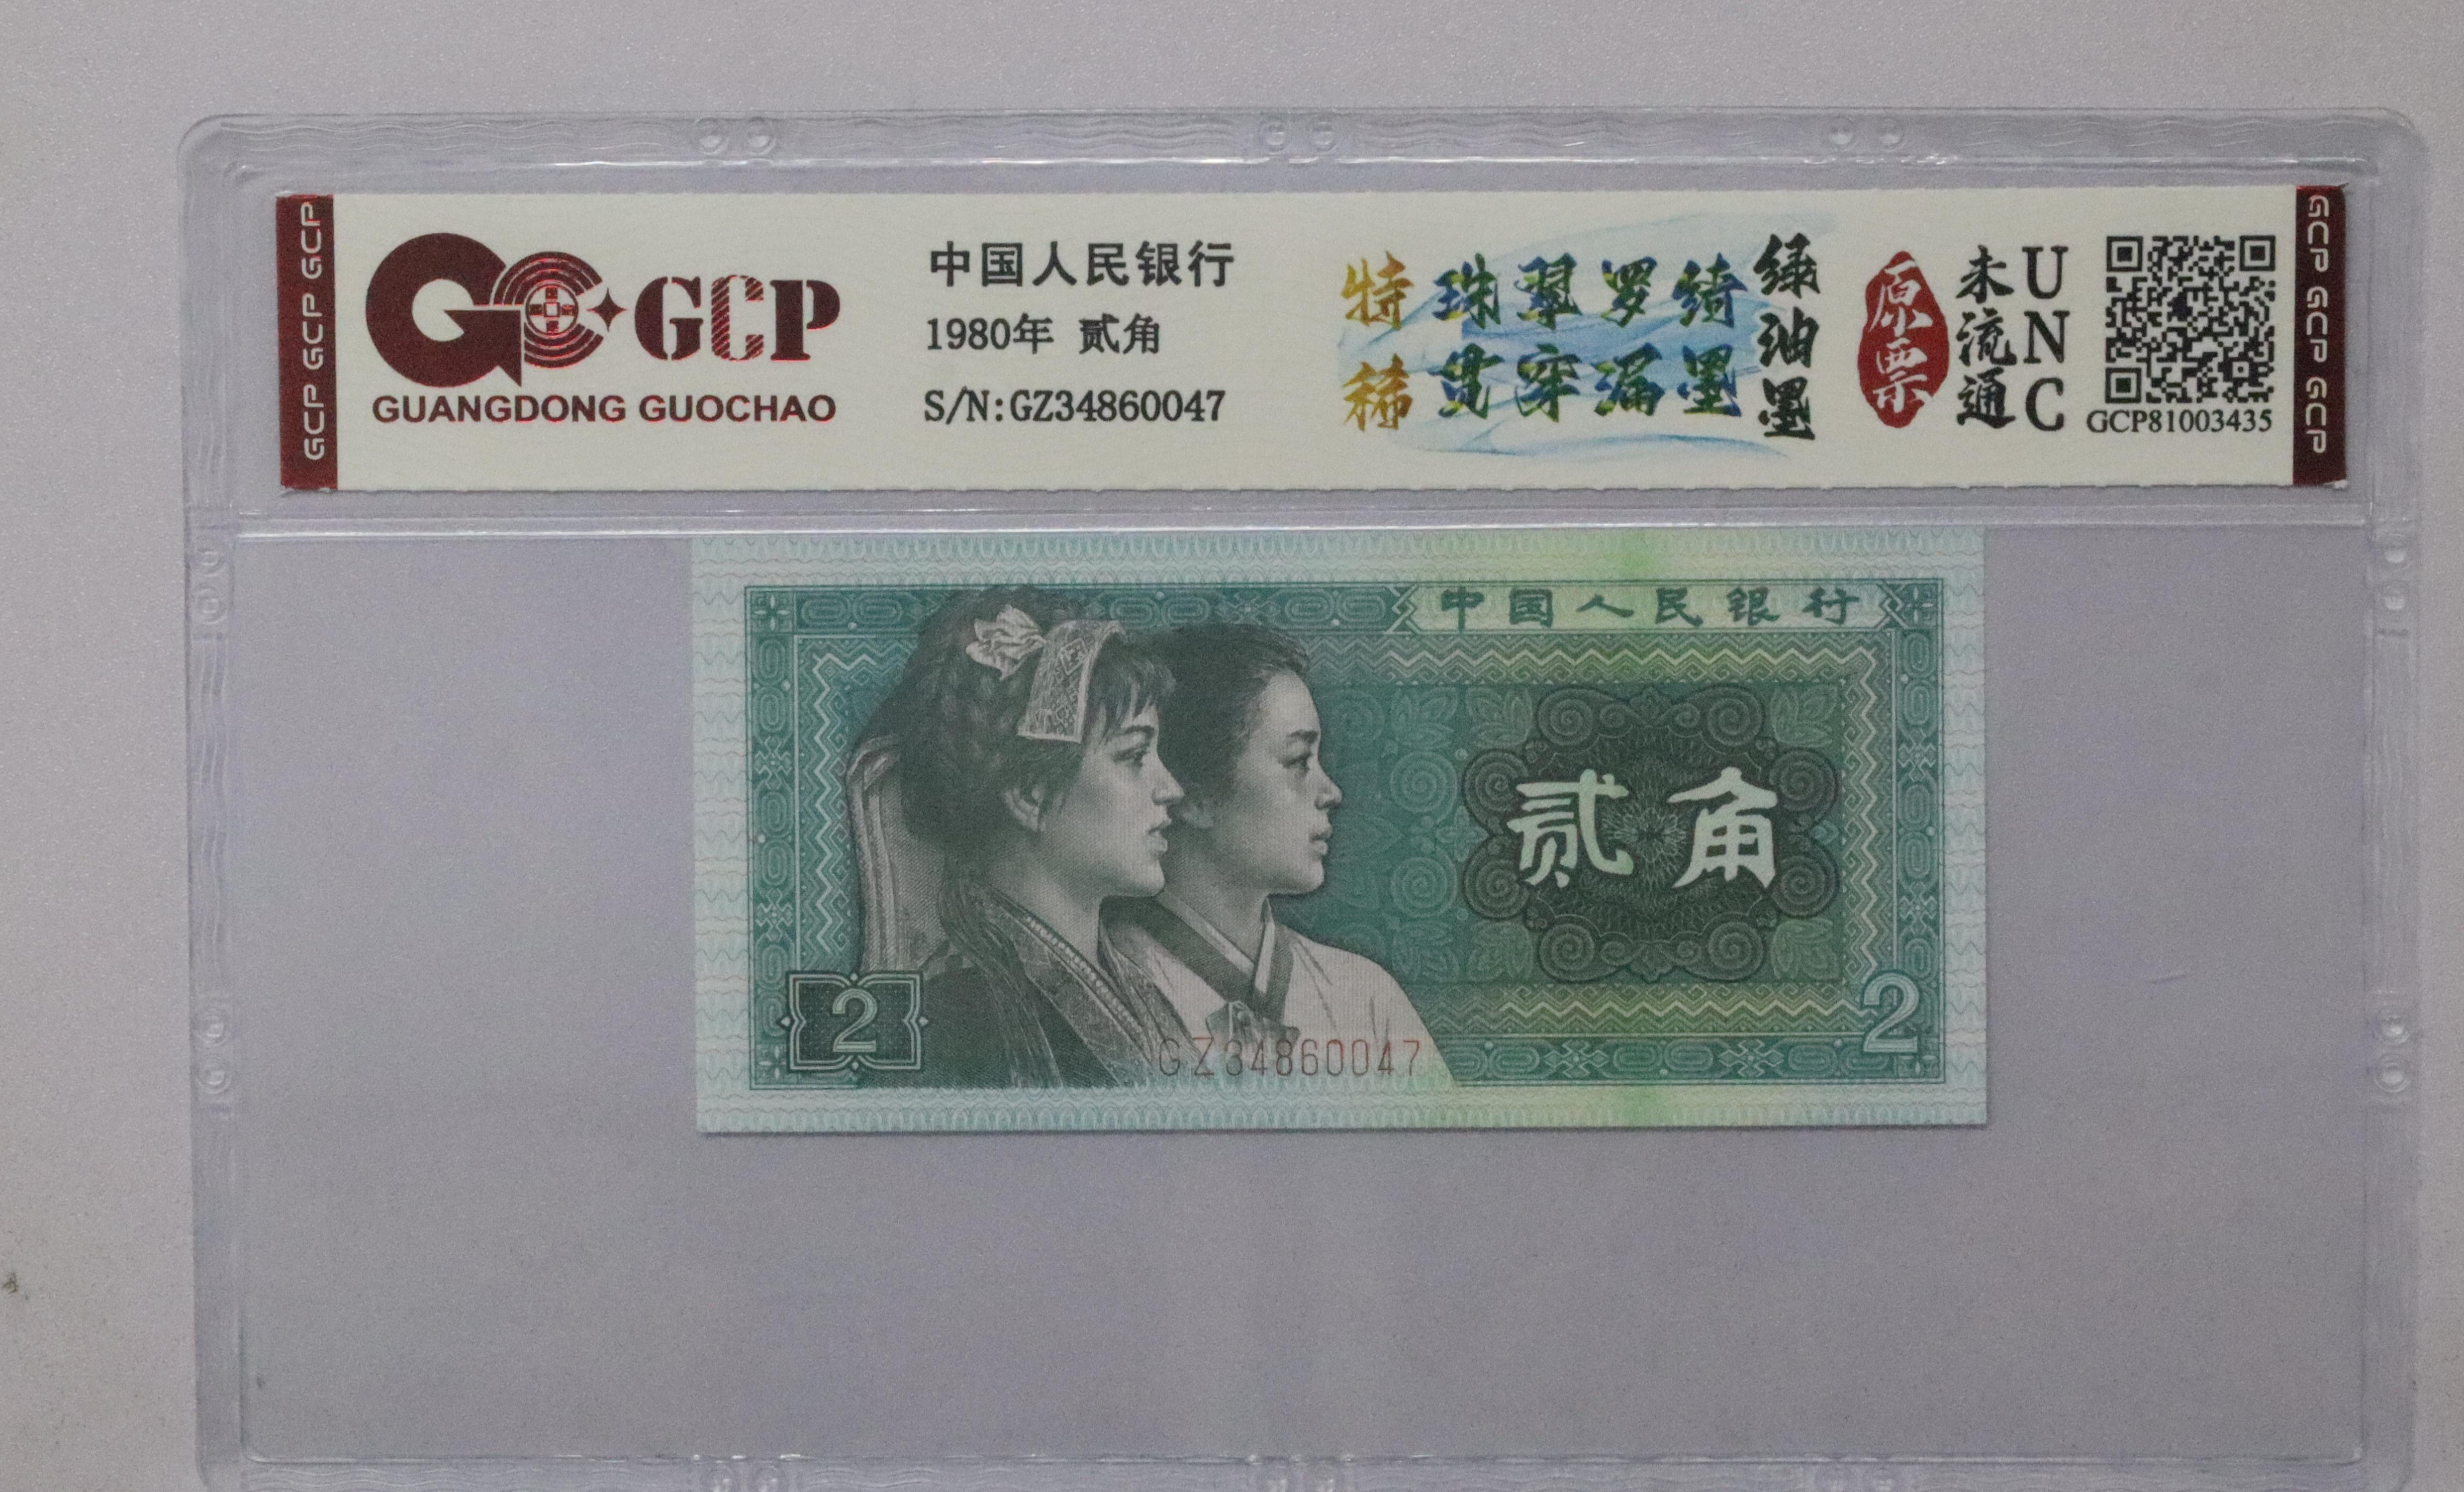 GCP GCP GCP
GCP
GUANGDONG GUOCHAO
中国人民银行
1980年 贰角
S/N:GZ34860047
特稀
珠翠罗绮
贯穿漏墨
绿油墨
原票
未流通
UNC
GCP81003435
GCP GCP GCP
中国人民银行
贰角
2
2
GZ34860047